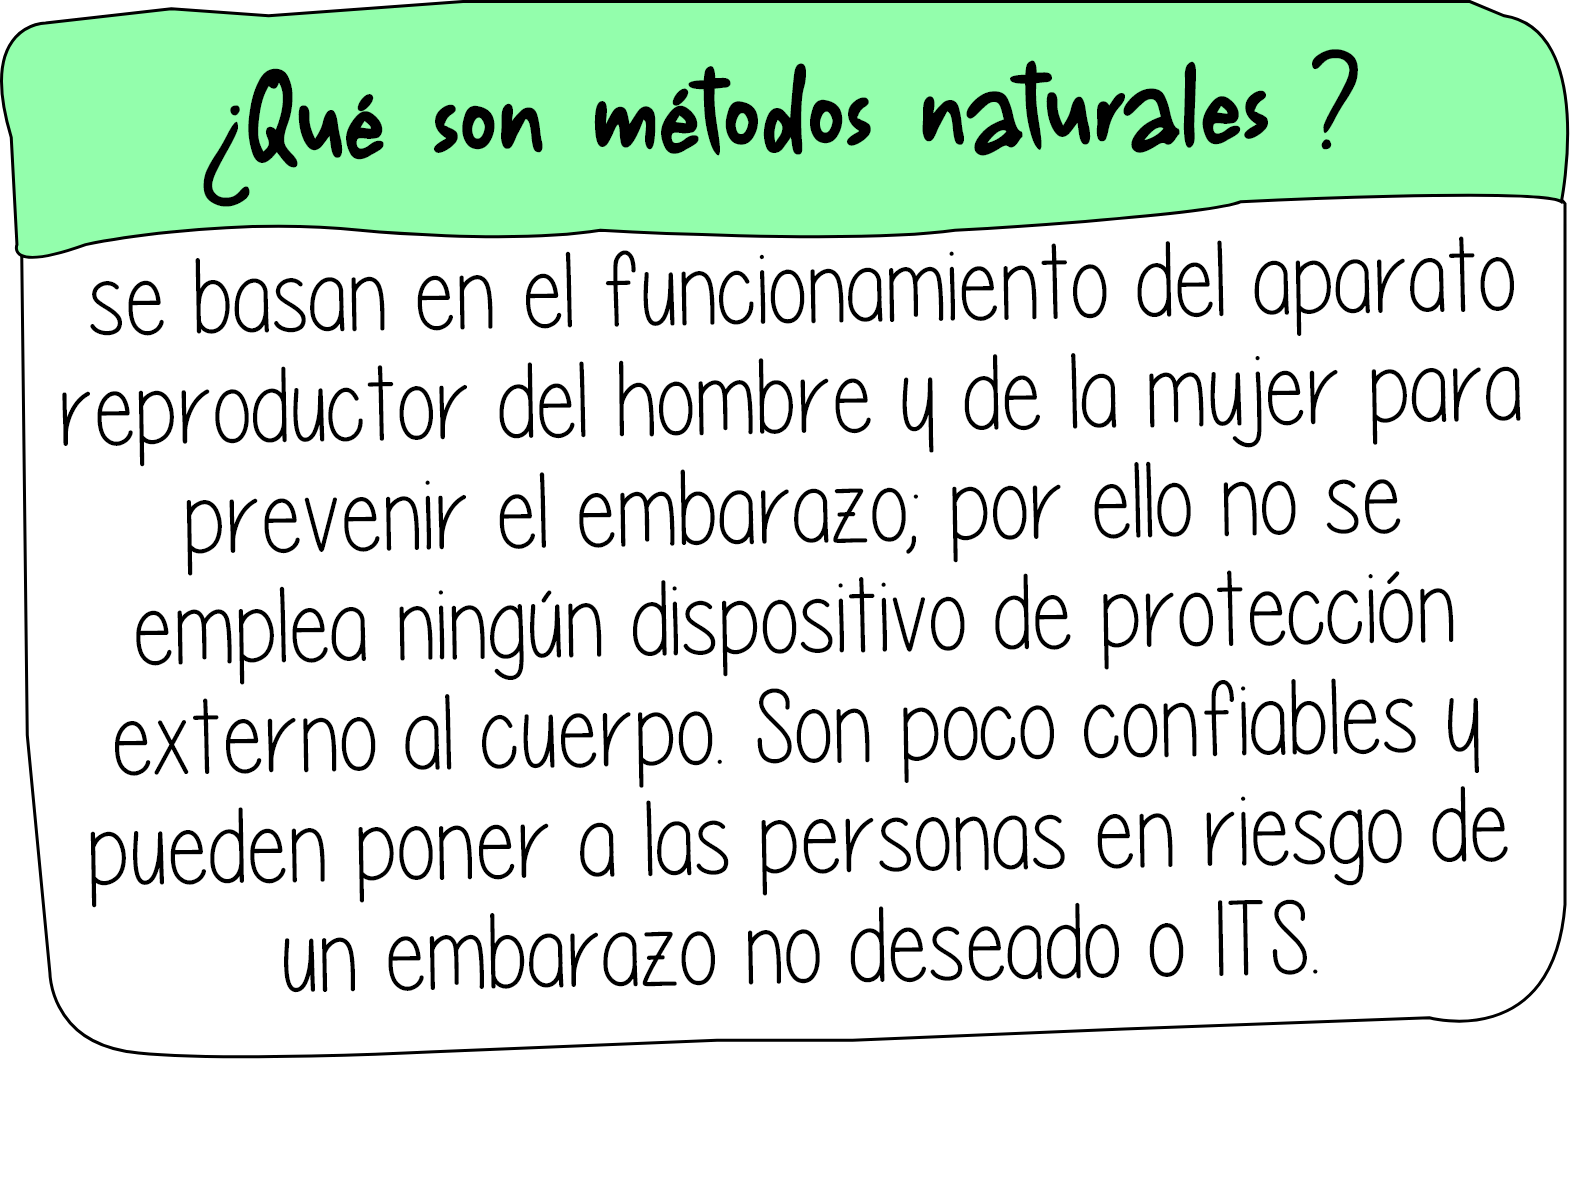 ¿Qué son métodos naturales ?
se basan en el funcionamiento del aparato
reproductor del hombre y de la mujer para
prevenir el embarazo; por ello no se
emplea ningún dispositivo de protección
externo al cuerpo. Son poco confiables y
pueden poner a las personas en riesgo de
un embarazo no deseado o ITS.